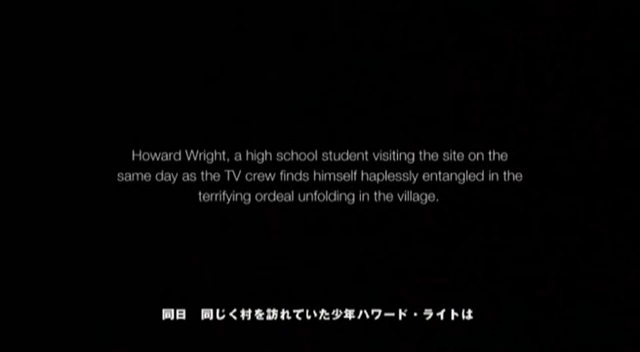 Howard Wright, a high school student visiting the site on the
same day as the TV crew finds himself haplessly entangled in the
terrifying ordeal unfolding in the village.
同日　同じく村を訪れていた少年ハワード・ライトは